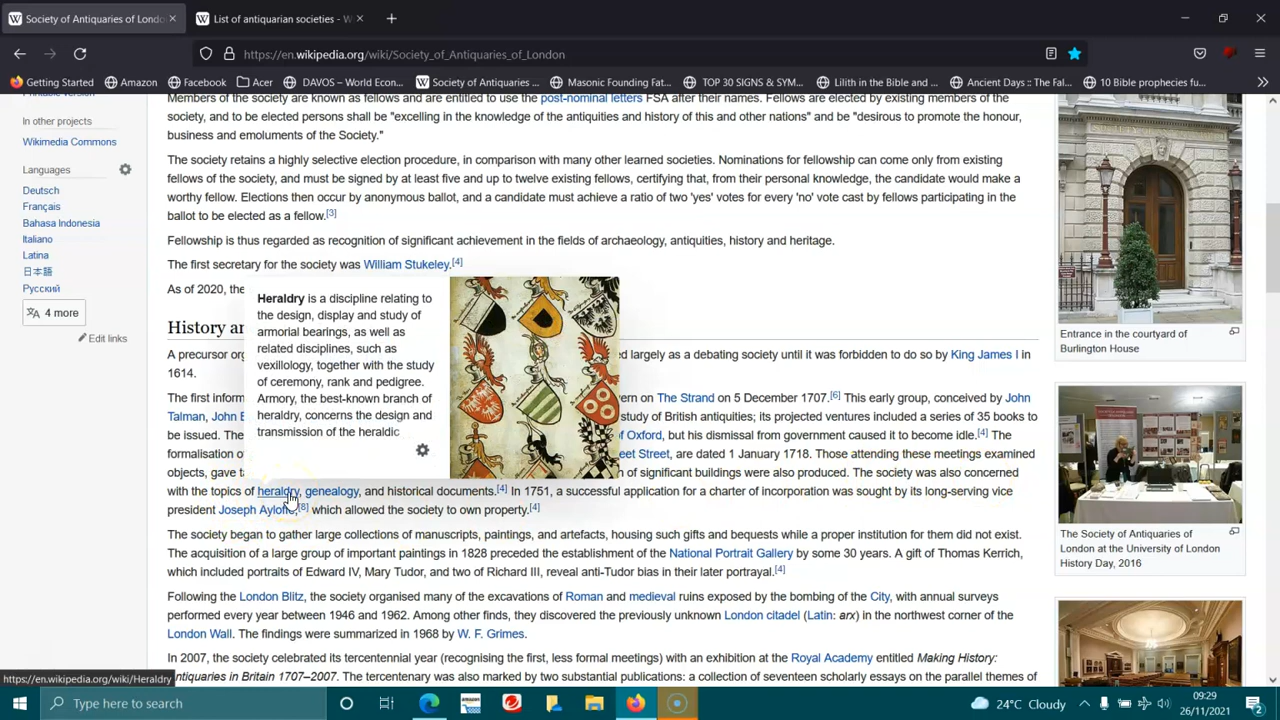 Society of Antiquaries of Londo
List of antiquarian societies -
https://en.wikipedia.org/wiki/Society_of_Antiquaries_of_London
Getting Started
Amazon
Facebook
Acer
DAVOS – World Econ...
Society of Antiquaries ...
Masonic Founding Fat...
TOP 30 SIGNS & SYM...
Lilith in the Bible and ...
Ancient Days :: The Fal...
10 Bible prophecies fu...
Printable version
In other projects
Wikimedia Commons
Languages
Deutsch
Français
Bahasa Indonesia
Italiano
Latina
日本語
Русский
4 more
Edit links
Members of the society are known as fellows and are entitled to use the post-nominal letters FSA after their names. Fellows are elected by existing members of the
society, and to be elected persons shall be "excelling in the knowledge of the antiquities and history of this and other nations" and be "desirous to promote the honour,
business and emoluments of the Society."
The society retains a highly selective election procedure, in comparison with many other learned societies. Nominations for fellowship can come only from existing
fellows of the society, and must be signed by at least five and up to twelve existing fellows, certifying that, from their personal knowledge, the candidate would make a
worthy fellow. Elections then occur by anonymous ballot, and a candidate must achieve a ratio of two 'yes' votes for every 'no' vote cast by fellows participating in the
ballot to be elected as a fellow.[3]
Fellowship is thus regarded as recognition of significant achievement in the fields of archaeology, antiquities, history and heritage.
The first secretary for the society was William Stukeley.[4]
As of 2020, the
Heraldry is a discipline relating to
the design, display and study of
armorial bearings, as well as
related disciplines, such as
vexillology, together with the study
of ceremony, rank and pedigree.
Armory, the best-known branch of
heraldry, concerns the design and
transmission of the heraldic
History ar
A precursor org ed largely as a debating society until it was forbidden to do so by King James I in
1614.
The first inform ern on 5 December 1707.[6] This early group, conceived by John
Talman, John B study of British antiquities; its projected ventures included a series of 35 books to
be issued. The of Oxford, but his dismissal from government caused it to become idle.[4] The
formalisation of eet Street, are dated 1 January 1718. Those attending these meetings examined
objects, gave ta of significant buildings were also produced. The society was also concerned
with the topics of heraldry, genealogy, and historical documents.[4] In 1751, a successful application for a charter of incorporation was sought by its long-serving vice
president Joseph Ayloffe,[8] which allowed the society to own property.[4]
The society began to gather large collections of manuscripts, paintings, and artefacts, housing such gifts and bequests while a proper institution for them did not exist.
The acquisition of a large group of important paintings in 1828 preceded the establishment of the National Portrait Gallery by some 30 years. A gift of Thomas Kerrich,
which included portraits of Edward IV, Mary Tudor, and two of Richard III, reveal anti-Tudor bias in their later portrayal.[4]
Following the London Blitz, the society organised many of the excavations of Roman and medieval ruins exposed by the bombing of the City, with annual surveys
performed every year between 1946 and 1962. Among other finds, they discovered the previously unknown London citadel (Latin: arx) in the northwest corner of the
London Wall. The findings were summarized in 1968 by W. F. Grimes.
In 2007, the society celebrated its tercentennial year (recognising the first, less formal meetings) with an exhibition at the Royal Academy entitled Making History:
Antiquaries in Britain 1707–2007. The tercentenary was also marked by two substantial publications: a collection of seventeen scholarly essays on the parallel themes of
Entrance in the courtyard of
Burlington House
The Society of Antiquaries of
London at the University of London
History Day, 2016
https://en.wikipedia.org/wiki/Heraldry
Type here to search
24°C Cloudy
09:29
26/11/2021
2